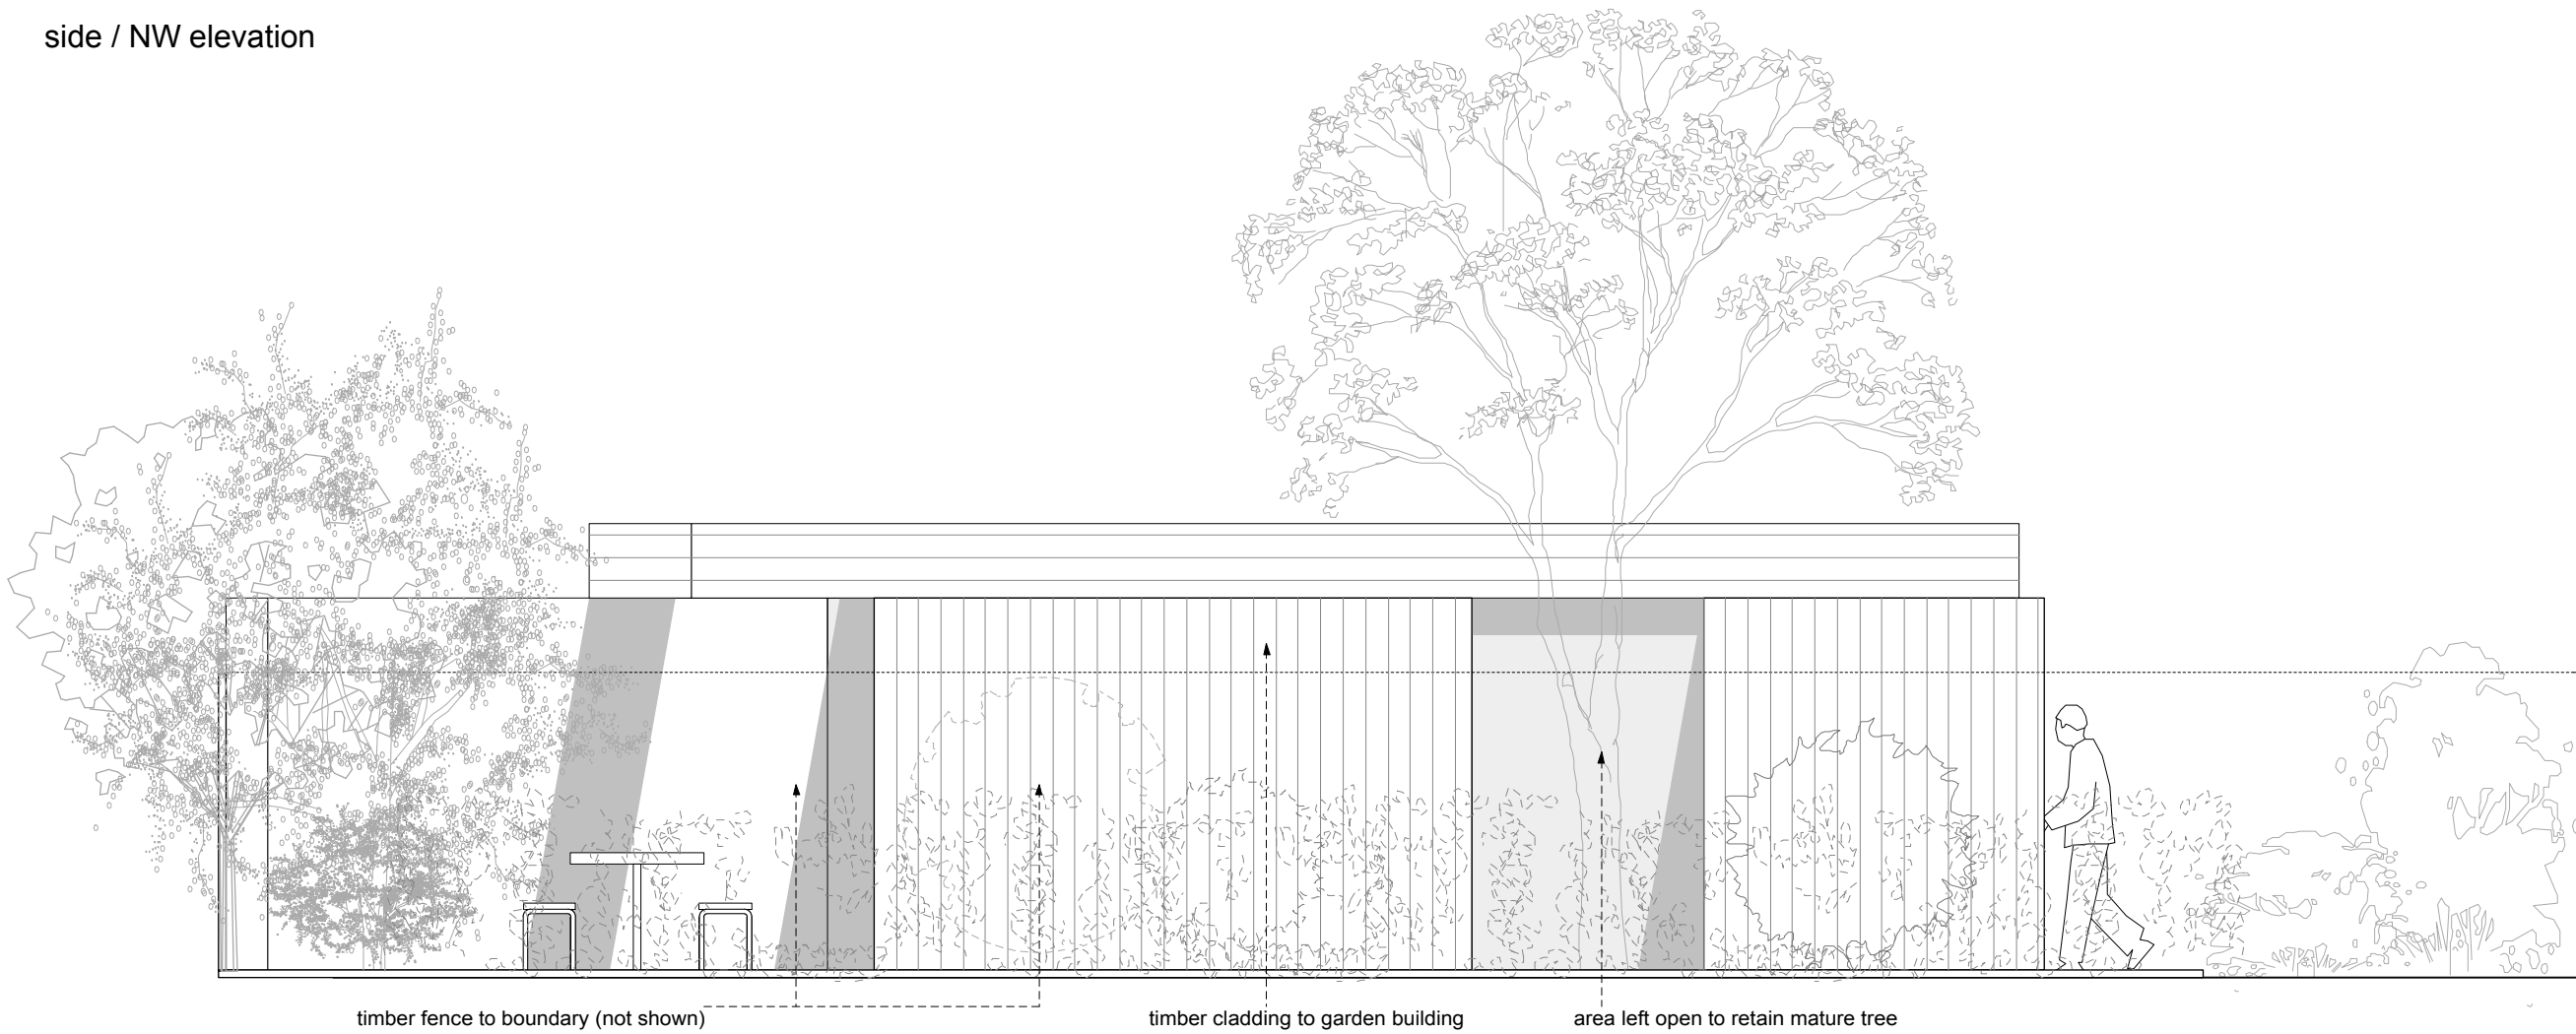 side / NW elevation
timber fence to boundary (not shown)
timber cladding to garden building
area left open to retain mature tree